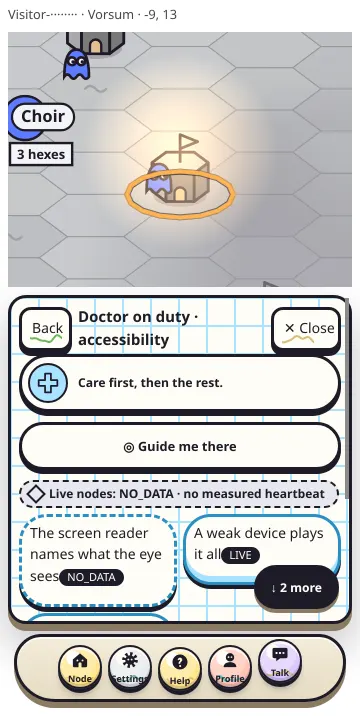 Visitor-········ · Vorsum · -9, 13
Choir
3 hexes
Back
Doctor on duty ·
accessibility
✕ Close
Care first, then the rest.
◎ Guide me there
Live nodes: NO_DATA · no measured heartbeat
The screen reader
names what the eye
sees NO_DATA
A weak device plays
it all LIVE
↓ 2 more
Node
Settings
Help
Profile
Talk